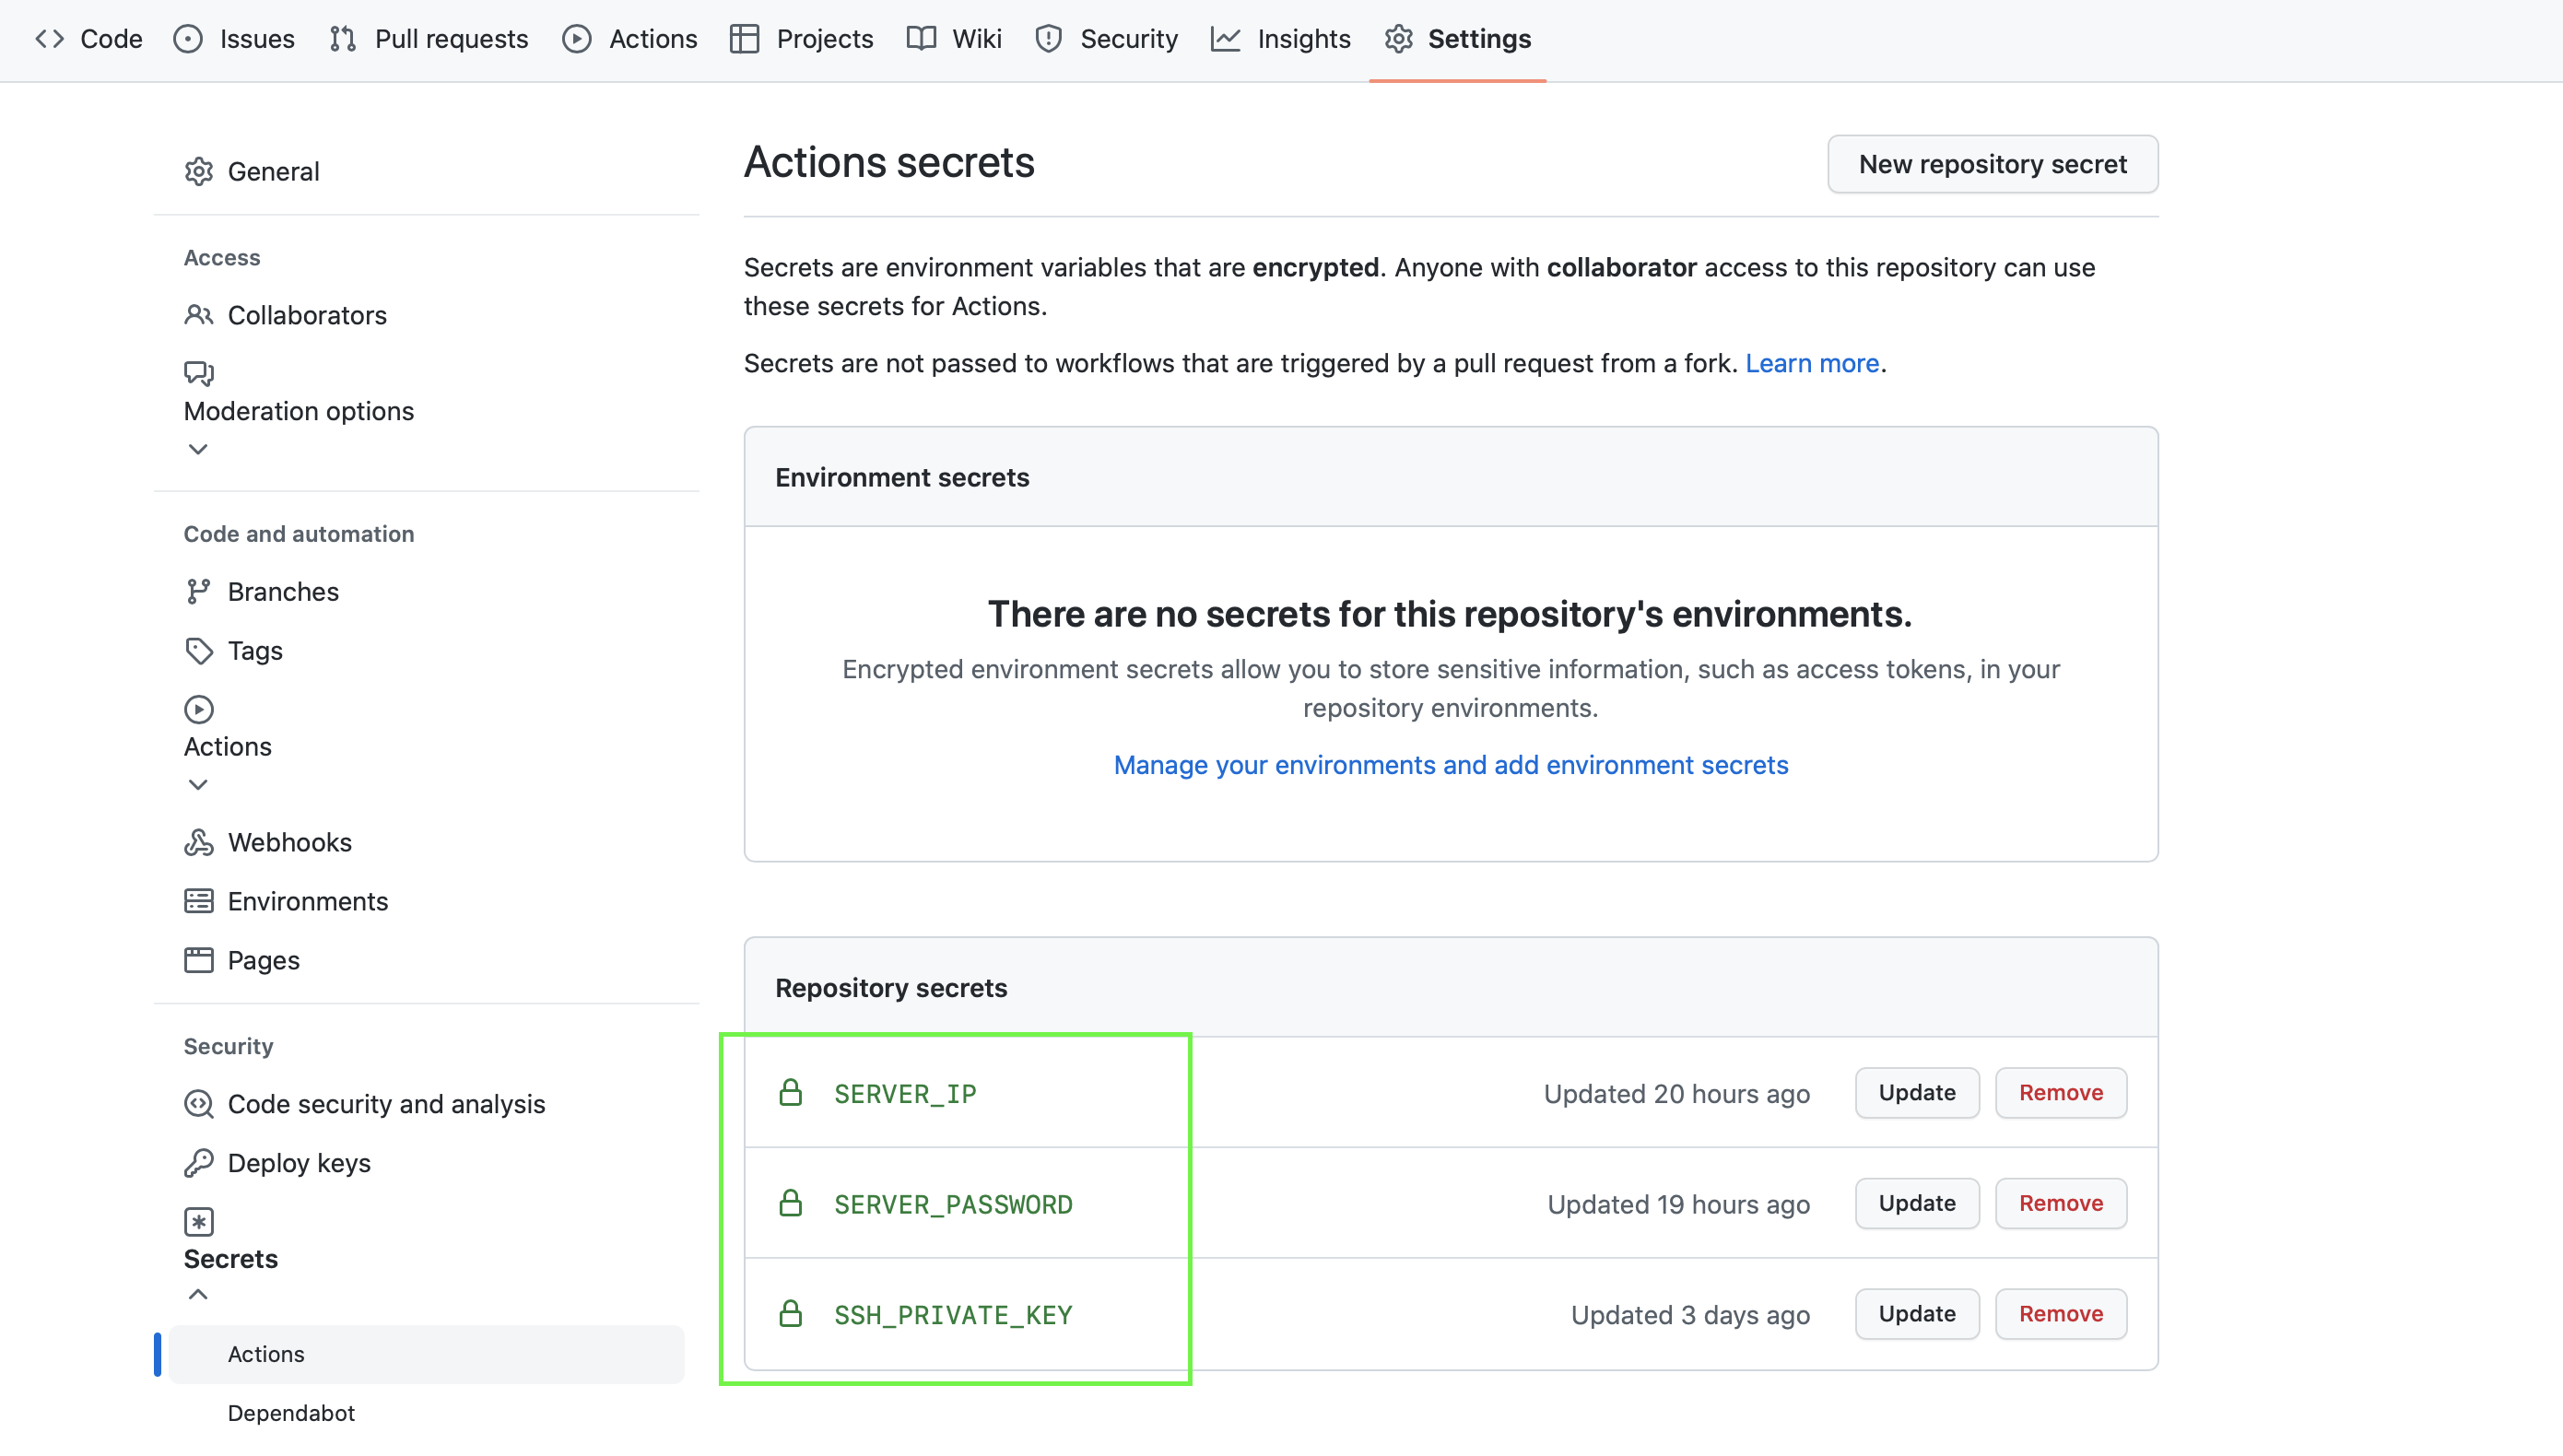 Code Issues Pull requests Actions Projects Wiki Security Insights Settings
General
Access
Collaborators
Moderation options
Code and automation
Branches
Tags
Actions
Webhooks
Environments
Pages
Security
Code security and analysis
Deploy keys
Secrets
Actions
Dependabot
Actions secrets
New repository secret
Secrets are environment variables that are encrypted. Anyone with collaborator access to this repository can use
these secrets for Actions.
Secrets are not passed to workflows that are triggered by a pull request from a fork. Learn more.
Environment secrets
There are no secrets for this repository's environments.
Encrypted environment secrets allow you to store sensitive information, such as access tokens, in your
repository environments.
Manage your environments and add environment secrets
Repository secrets
SERVER_IP Updated 20 hours ago Update Remove
SERVER_PASSWORD Updated 19 hours ago Update Remove
SSH_PRIVATE_KEY Updated 3 days ago Update Remove